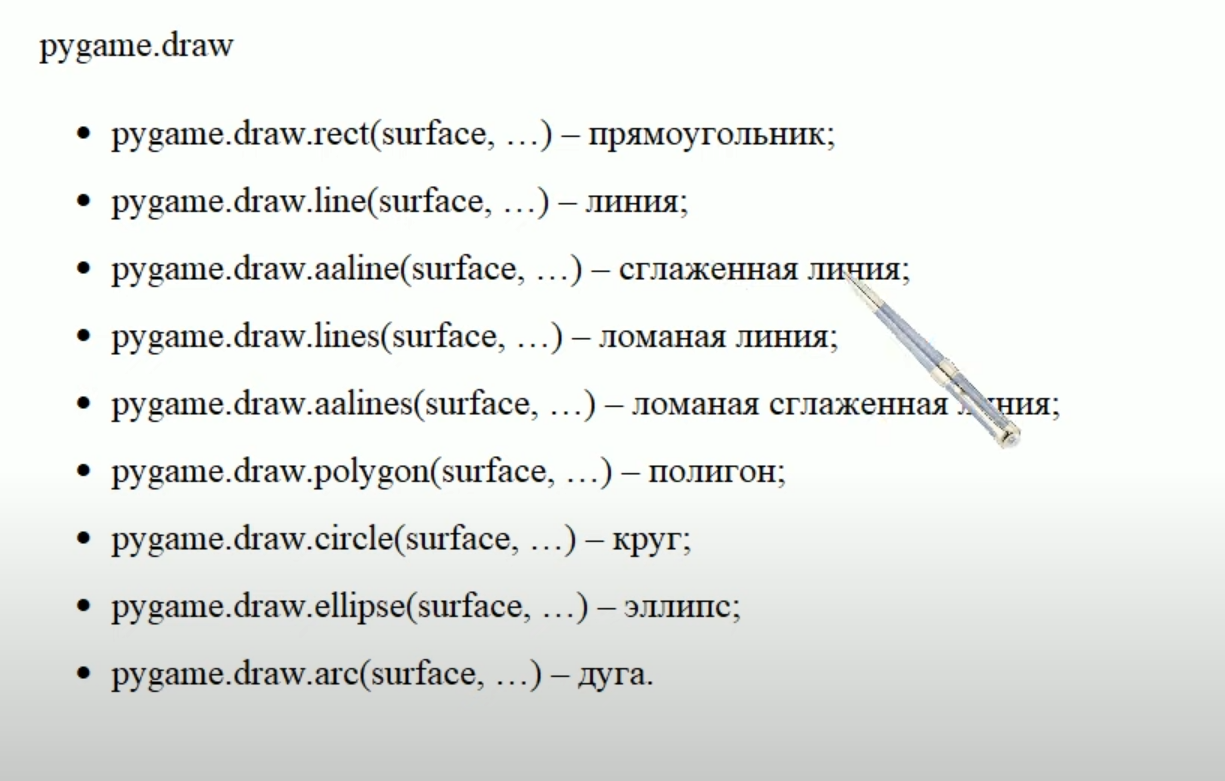 pygame.draw
• pygame.draw.rect(surface, …) – прямоугольник;
• pygame.draw.line(surface, …) – линия;
• pygame.draw.aaline(surface, …) – сглаженная линия;
• pygame.draw.lines(surface, …) – ломаная линия;
• pygame.draw.aalines(surface, …) – ломаная сглаженная линия;
• pygame.draw.polygon(surface, …) – полигон;
• pygame.draw.circle(surface, …) – круг;
• pygame.draw.ellipse(surface, …) – эллипс;
• pygame.draw.arc(surface, …) – дуга.